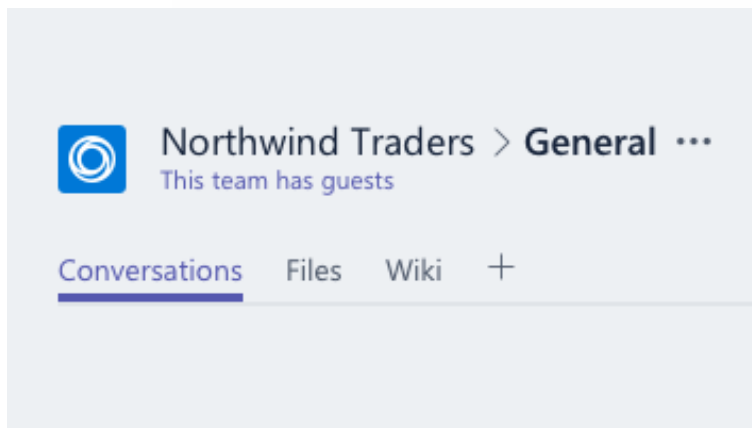 Northwind Traders > General ...
This team has guests
Conversations Files Wiki +